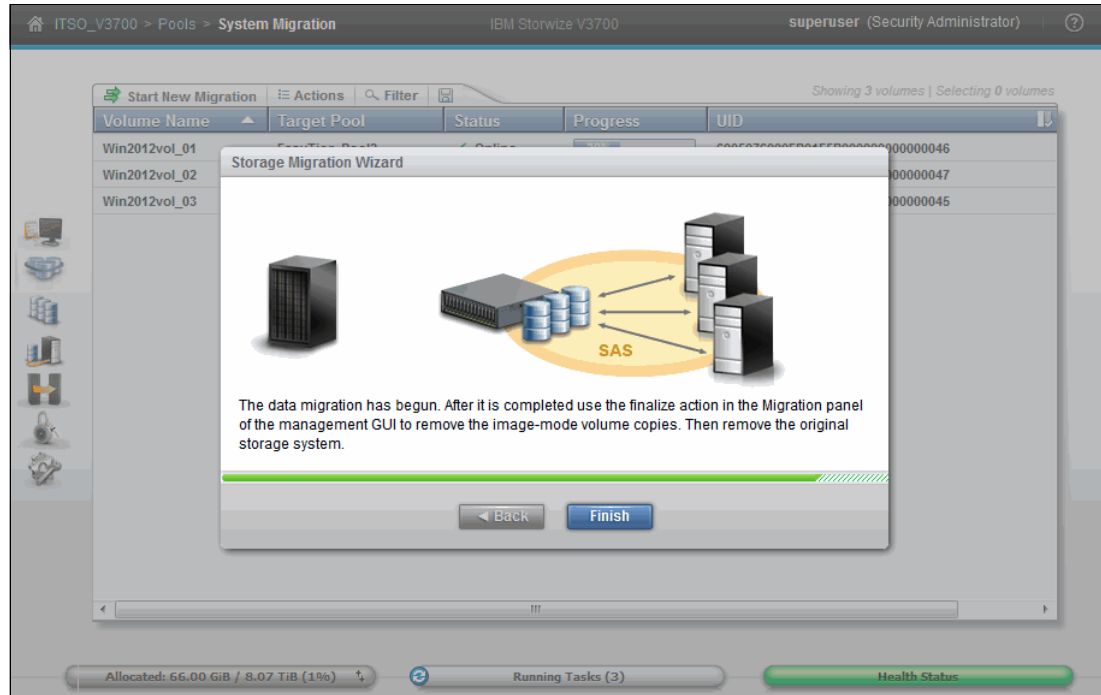 ITSO_V3700 > Pools > System Migration
IBM Storwize V3700
superuser (Security Administrator)
?
Start New Migration
Actions
Filter
Showing 3 volumes | Selecting 0 volumes
Volume Name
Target Pool
Status
Progress
UID
Win2012vol_01
000000046
Win2012vol_02
000000047
Win2012vol_03
000000045
Storage Migration Wizard
SAS
The data migration has begun. After it is completed use the finalize action in the Migration panel
of the management GUI to remove the image-mode volume copies. Then remove the original
storage system.
Back
Finish
Allocated: 66.00 GiB / 8.07 TiB (1%)
Running Tasks (3)
Health Status